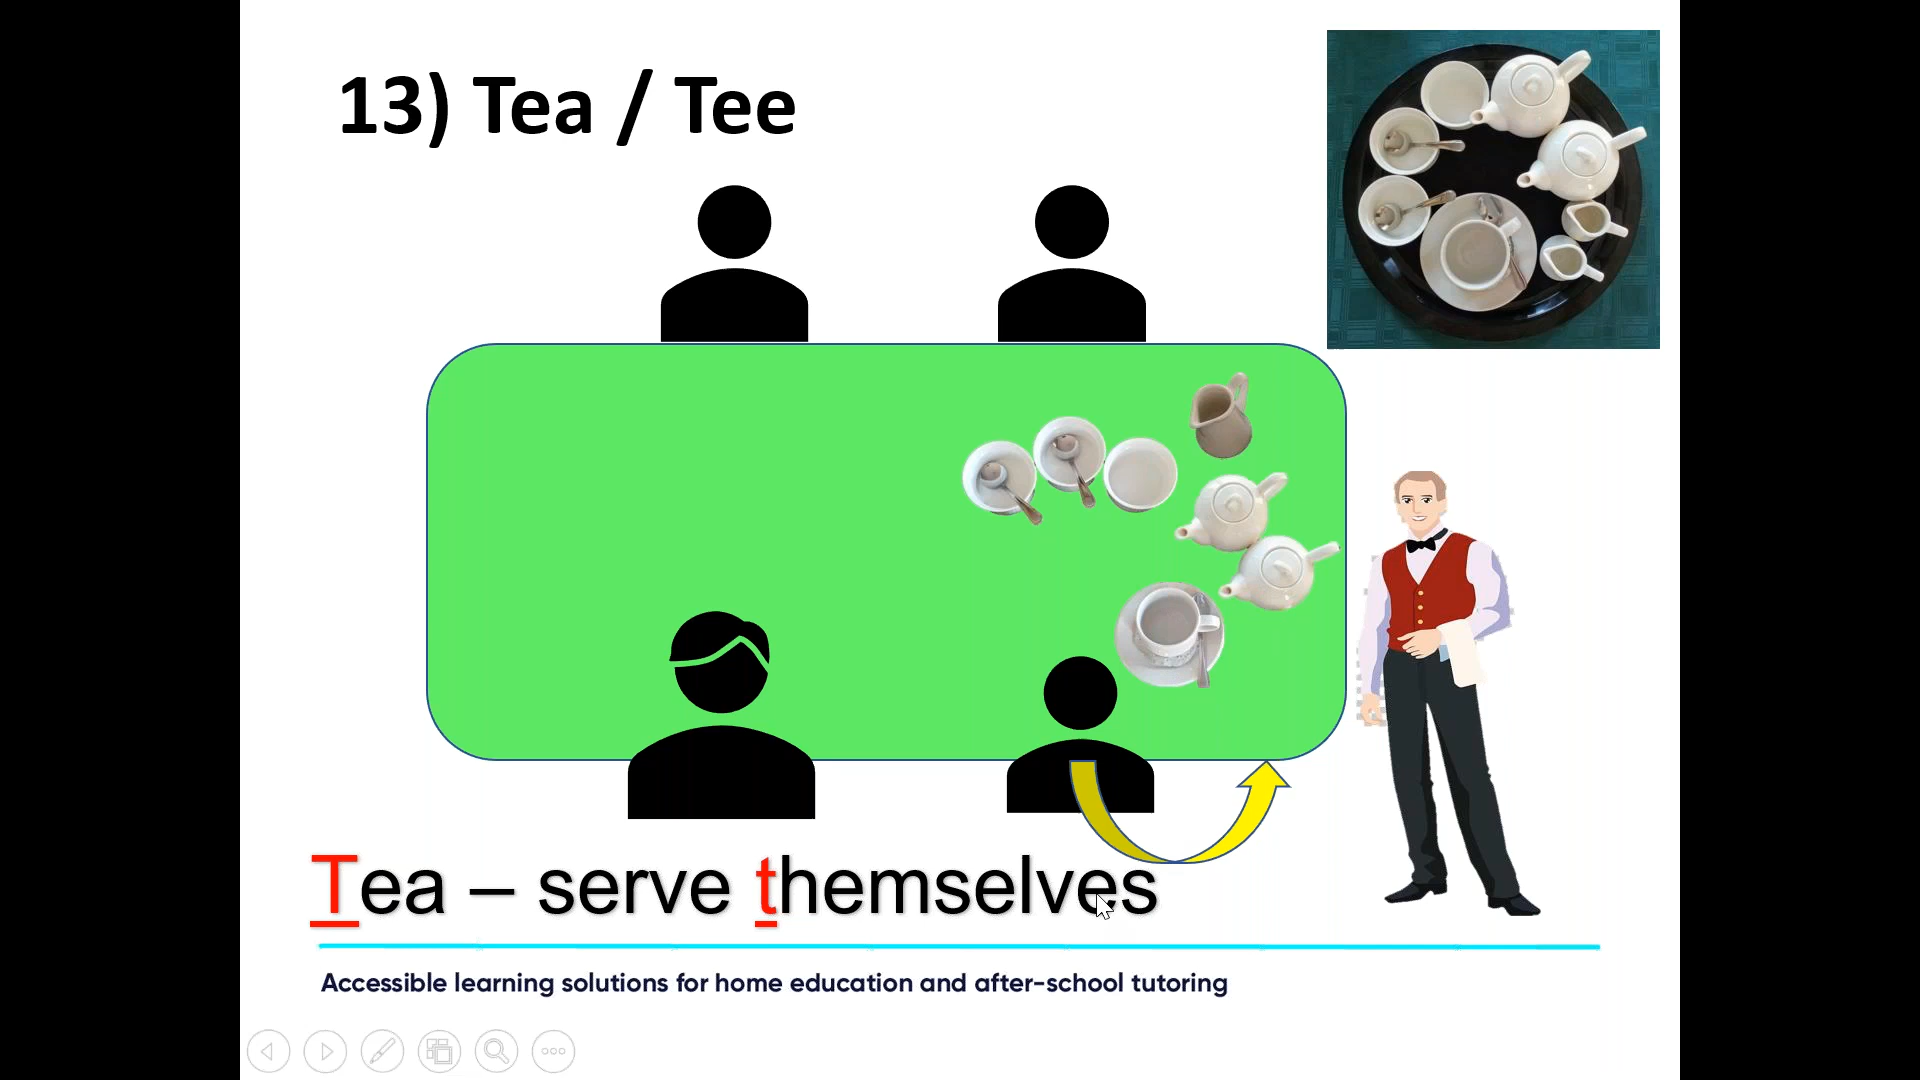 13) Tea / Tee
Tea – serve themselves
Accessible learning solutions for home education and after-school tutoring